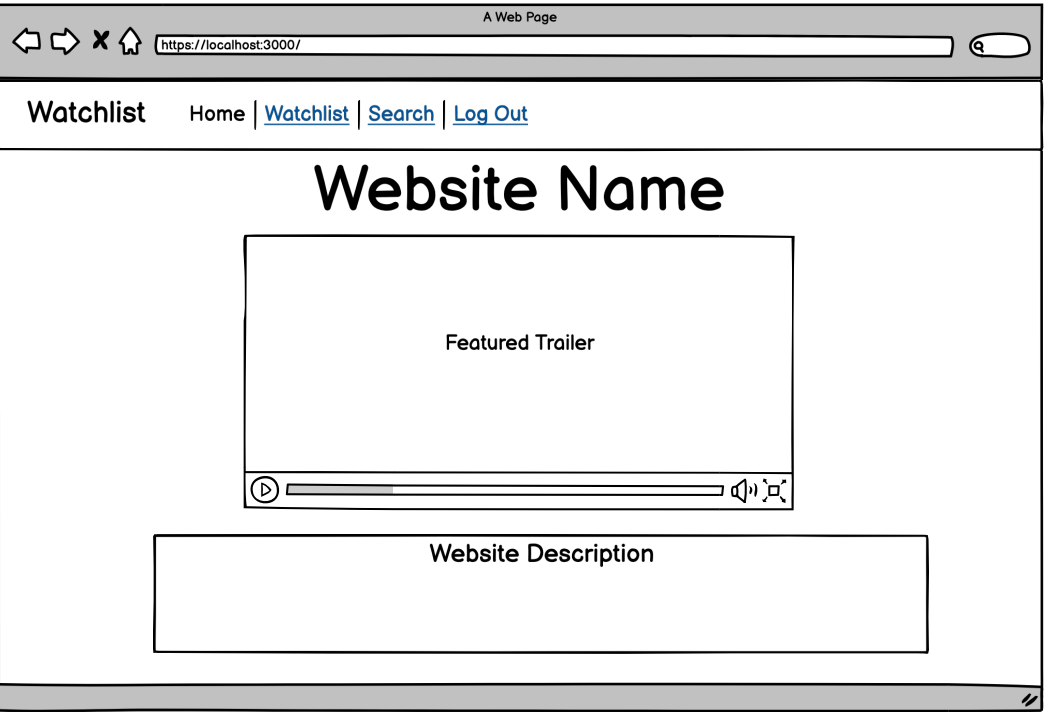 A Web Page
https://localhost:3000/
Watchlist Home | Watchlist | Search | Log Out
Website Name
Featured Trailer
Website Description